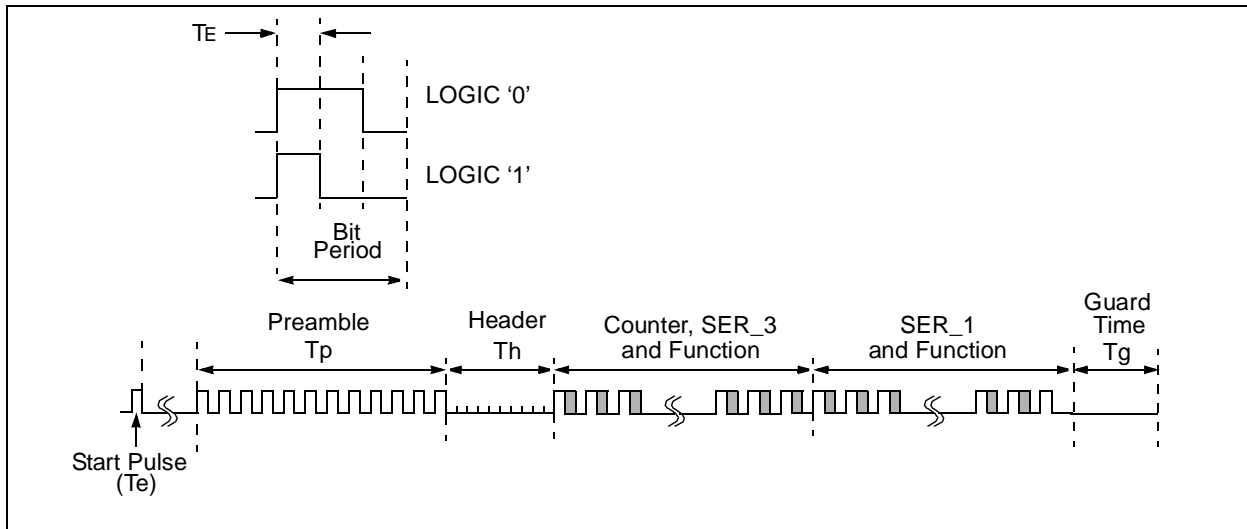 TE
LOGIC ‘0’
LOGIC ‘1’
Bit
Period
Preamble
Tp
Header
Th
Counter, SER_3
and Function
SER_1
and Function
Guard
Time
Tg
Start Pulse
(Te)